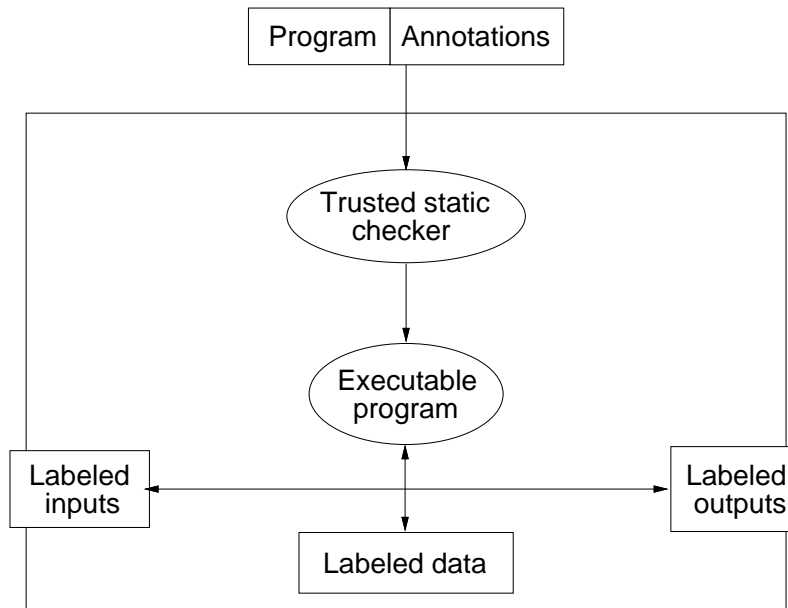 Program Annotations
Trusted static
checker
Executable
program
Labeled
inputs
Labeled
outputs
Labeled data